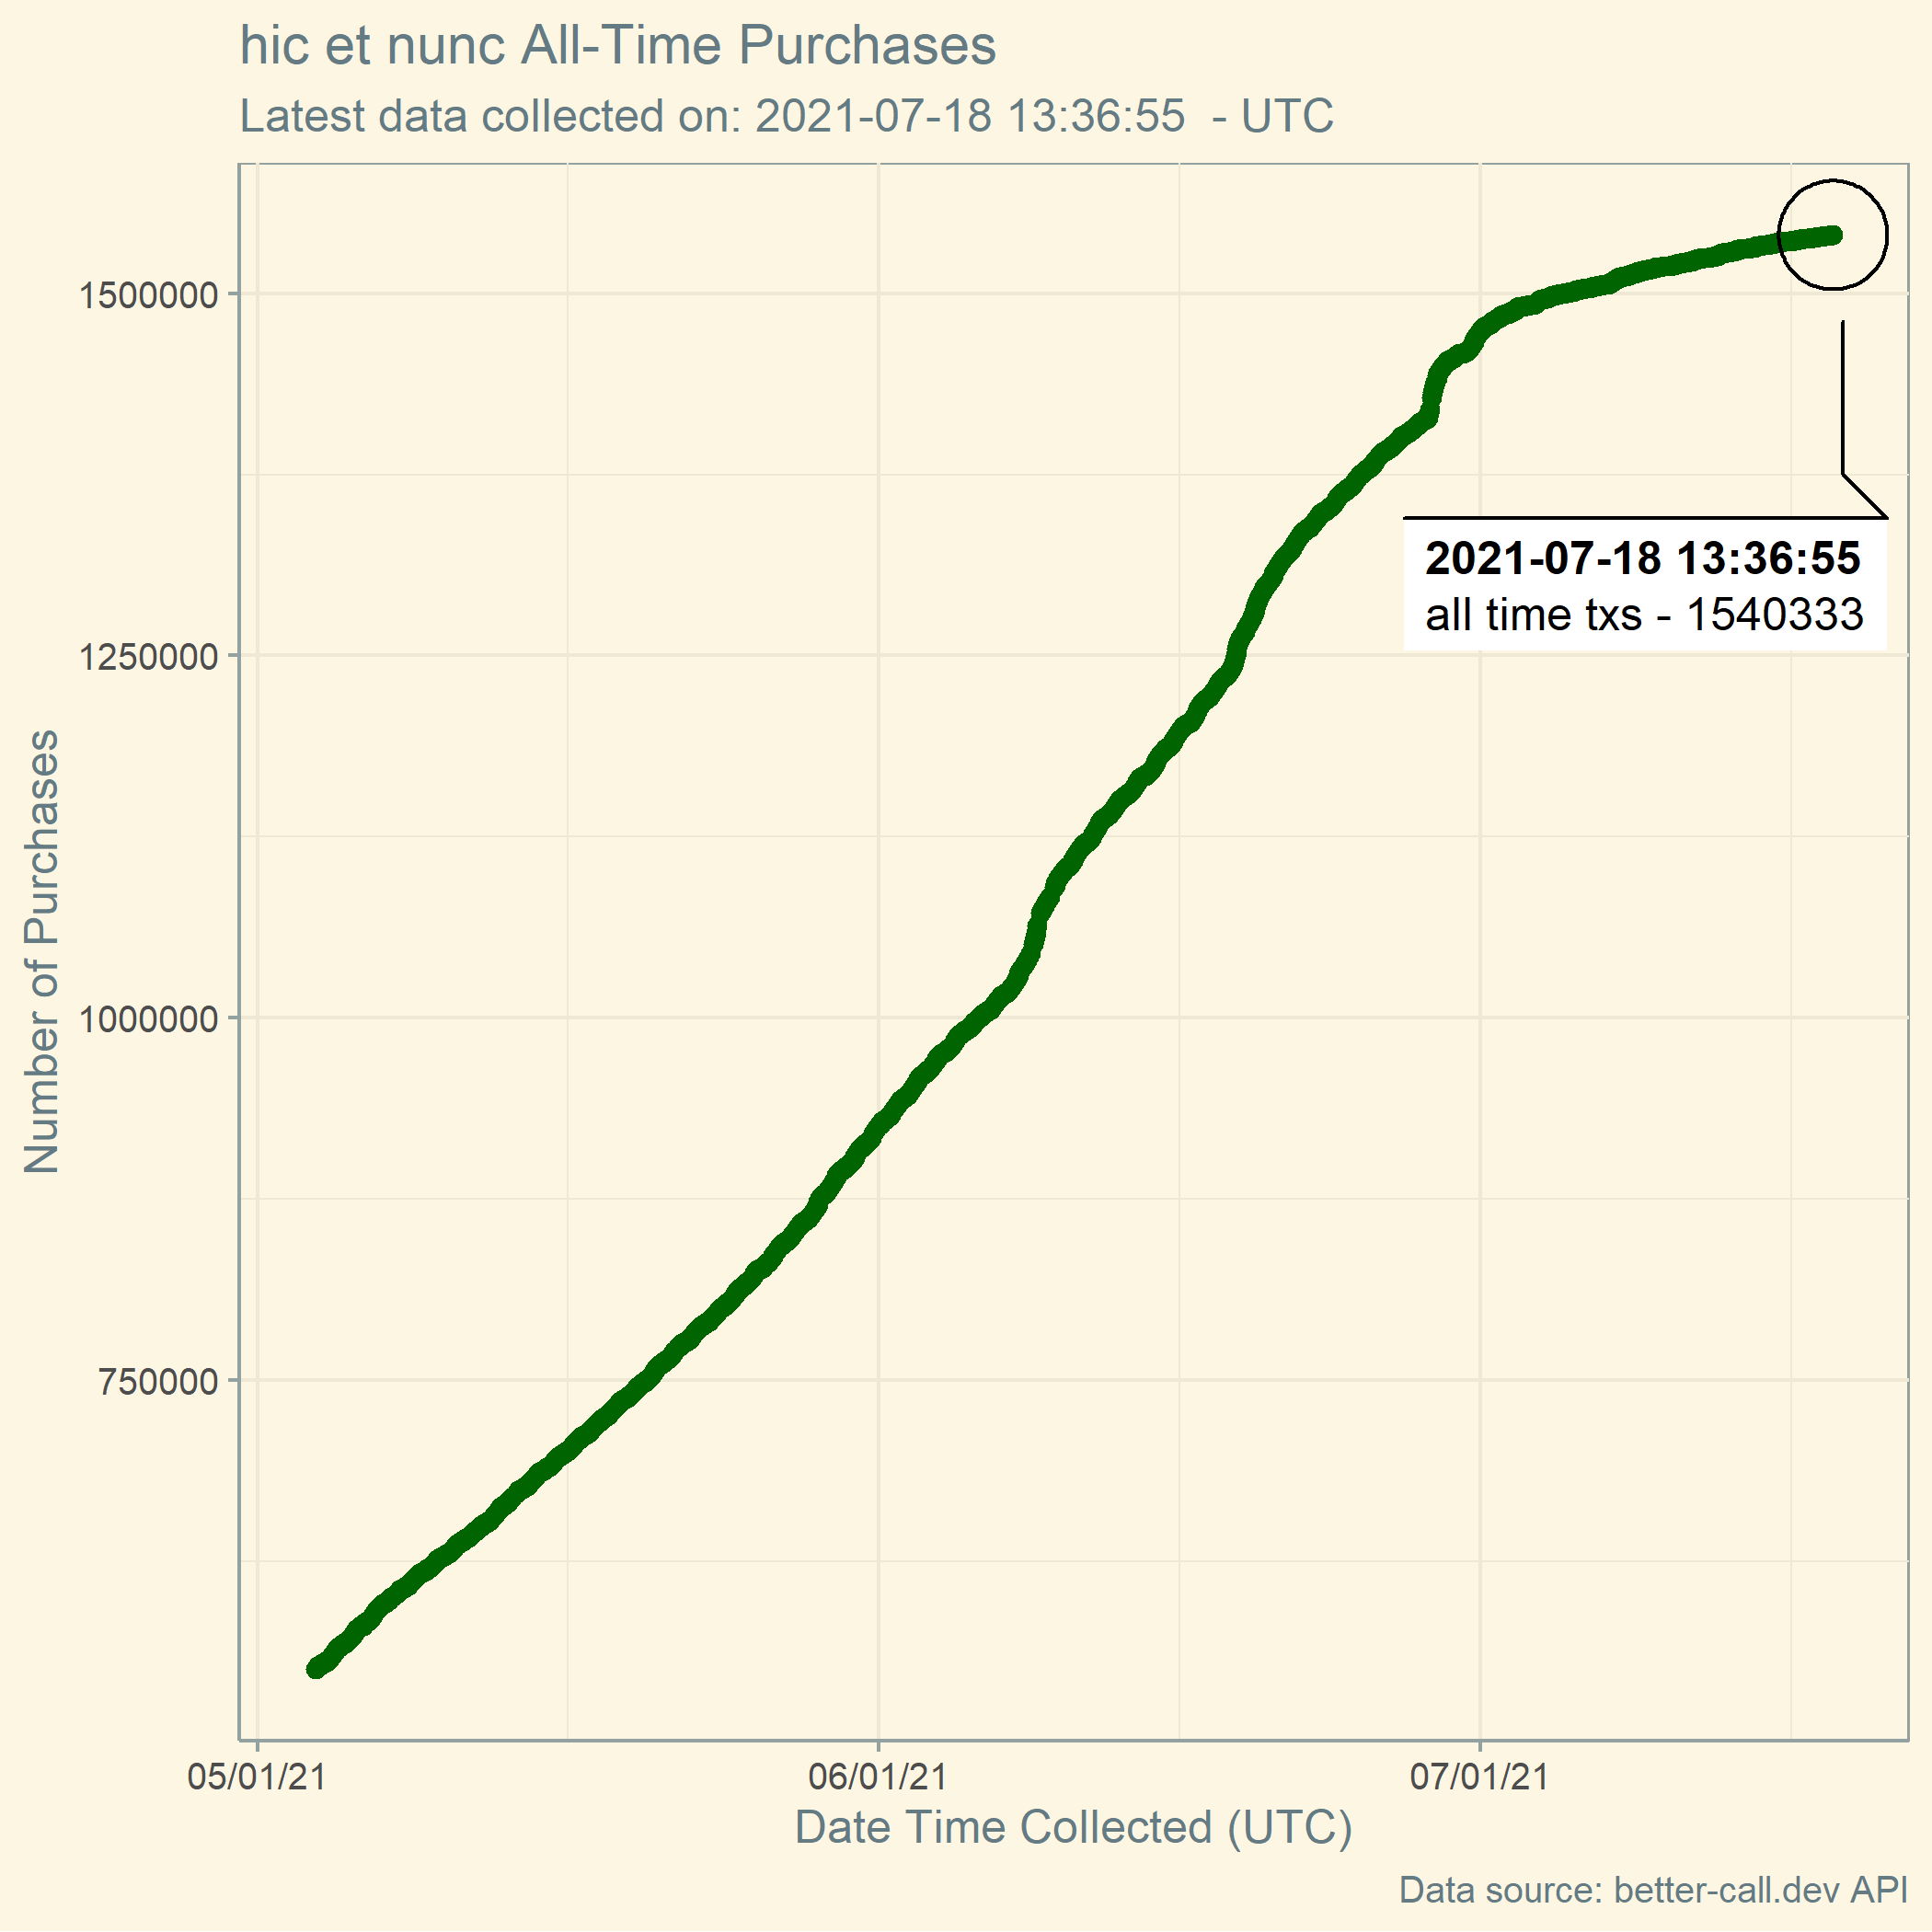 hic et nunc All-Time Purchases
Latest data collected on: 2021-07-18 13:36:55  - UTC
1500000
1250000
1000000
750000
Number of Purchases
2021-07-18 13:36:55
all time txs - 1540333
05/01/21
06/01/21
07/01/21
Date Time Collected (UTC)
Data source: better-call.dev API